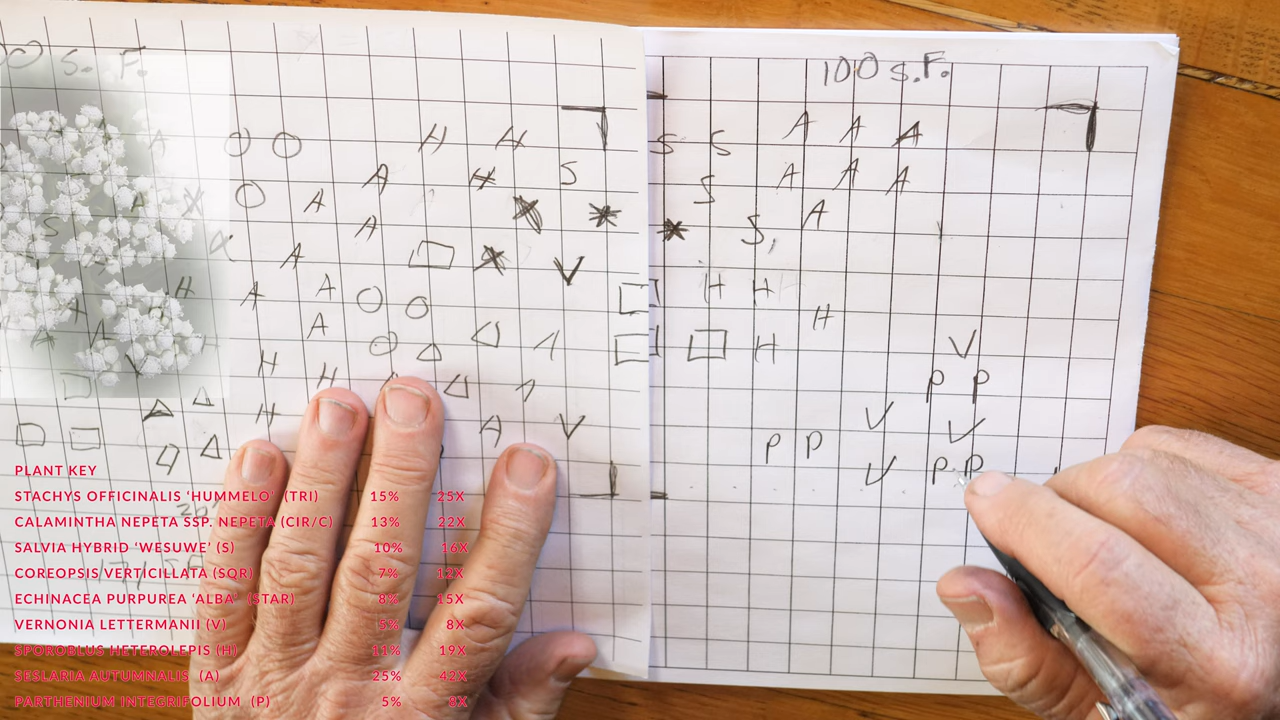 S. F.
100 S.F.
A O O H H S S A A A
A * S S A A A
O A * * * S A
A
A □ * V
H A A O O □ H H
A O △ △ H
□ □ H V
H H △ P P
△ △ H A V V V
□ □ △ △ P P V P P
PLANT KEY
STACHYS OFFICINALIS ‘HUMMELO’ (TRI) 15% 25X
CALAMINTHA NEPETA SSP. NEPETA (CIR/C) 13% 22X
SALVIA HYBRID ‘WESUWE’ (S) 10% 16X
COREOPSIS VERTICILLATA (SQR) 7% 12X
ECHINACEA PURPUREA ‘ALBA’ (STAR) 8% 15X
VERNONIA LETTERMANII (V) 5% 8X
SPOROBLUS HETEROLEPIS (H) 11% 19X
SESLARIA AUTUMNALIS (A) 25% 42X
PARTHENIUM INTEGRIFOLIUM (P) 5% 8X